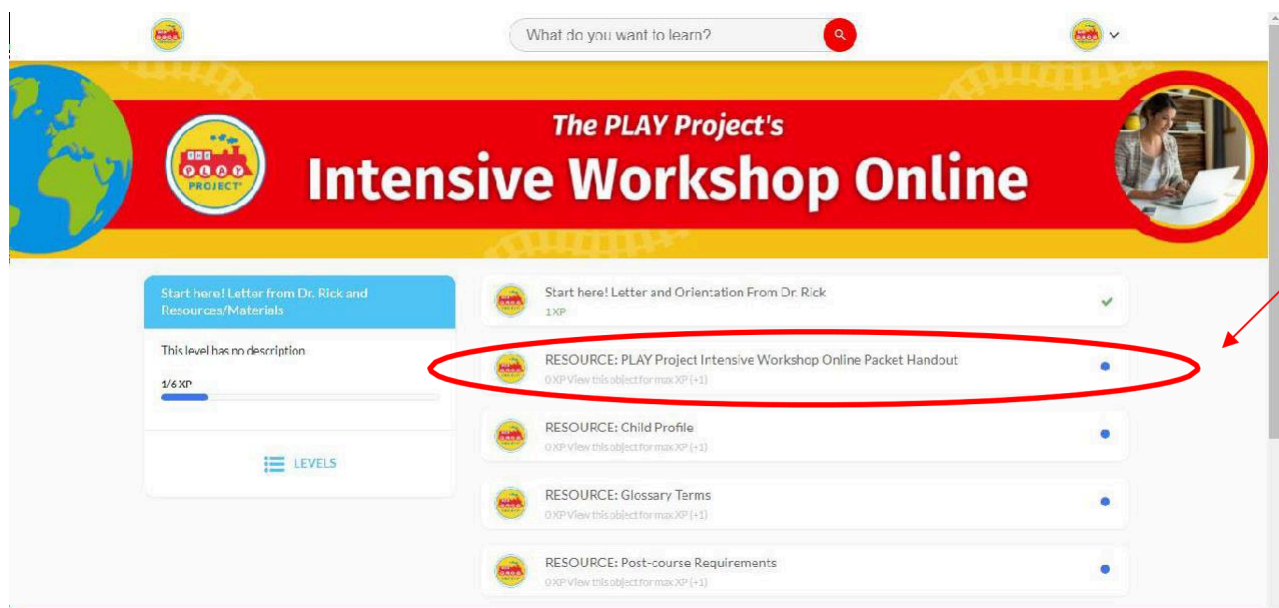 What do you want to learn?
The PLAY Project's
Intensive Workshop Online
THE
PLAY
PROJECT
Start here! Letter from Dr. Rick and
Resources/Materials
This level has no description
1/6 XP
LEVELS
Start here! Letter and Orientation From Dr. Rick
1 XP
RESOURCE: PLAY Project Intensive Workshop Online Packet Handout
0 XP View this object for max XP (+1)
RESOURCE: Child Profile
0 XP View this object for max XP (+1)
RESOURCE: Glossary Terms
0 XP View this object for max XP (+1)
RESOURCE: Post-course Requirements
0 XP View this object for max XP (+1)